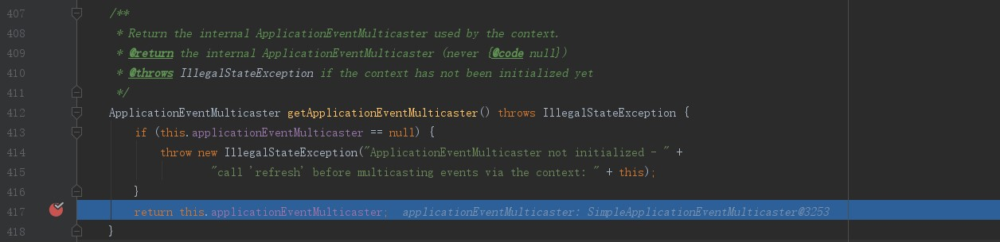 407 /**
408 * Return the internal ApplicationEventMulticaster used by the context.
409 * @return the internal ApplicationEventMulticaster (never {@code null})
410 * @throws IllegalStateException if the context has not been initialized yet
411 */
412 ApplicationEventMulticaster getApplicationEventMulticaster() throws IllegalStateException {
413 if (this.applicationEventMulticaster == null) {
414 throw new IllegalStateException("ApplicationEventMulticaster not initialized - " +
415 "call 'refresh' before multicasting events via the context: " + this);
416 }
417 return this.applicationEventMulticaster; applicationEventMulticaster: SimpleApplicationEventMulticaster@3253
418 }